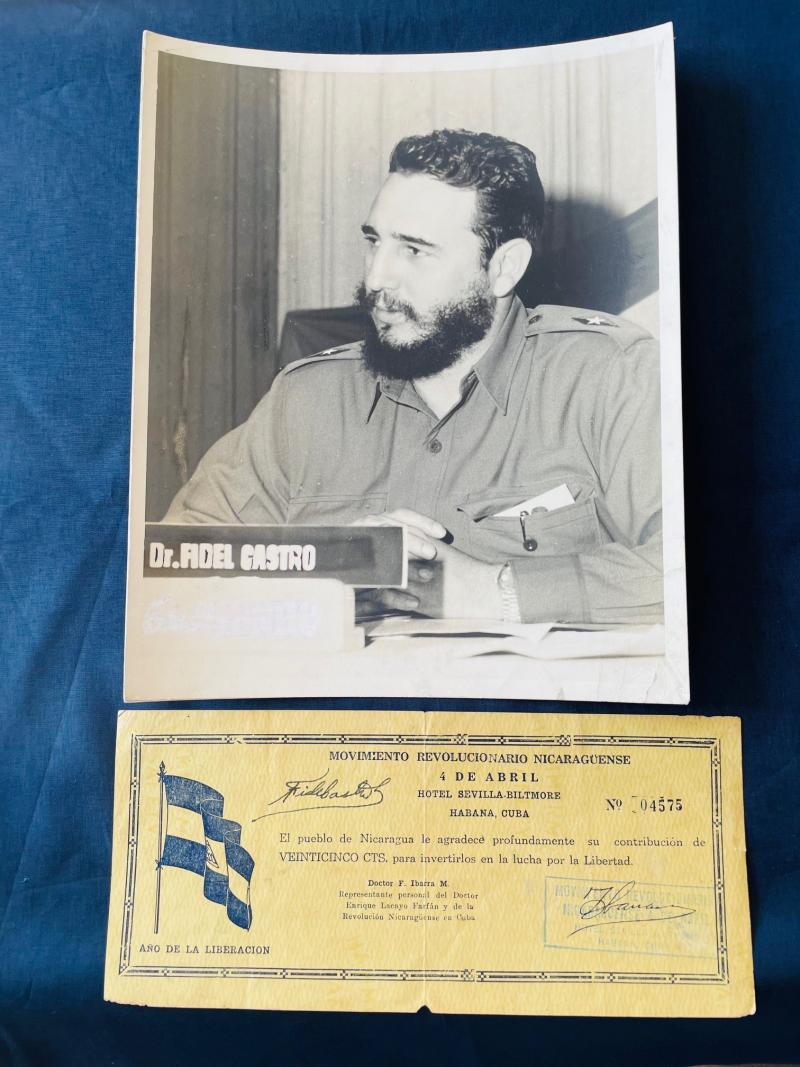 Dr. FIDEL CASTRO
MOVIMIENTO REVOLUCIONARIO NICARAGÜENSE
4 DE ABRIL
HOTEL SEVILLA-BILTMORE
HABANA, CUBA
Nº 04575
El pueblo de Nicaragua le agradece profundamente su contribución de
VEINTICINCO CTS. para invertirlos en la lucha por la Libertad.
Doctor F. Ibarra M.
Representante personal del Doctor
Enrique Lacayo Farfán y de la
Revolución Nicaragüense en Cuba
AÑO DE LA LIBERACION